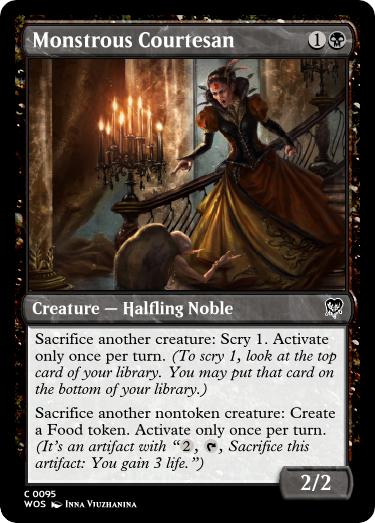 Monstrous Courtesan 1
Creature — Halfling Noble
Sacrifice another creature: Scry 1. Activate
only once per turn. (To scry 1, look at the top
card of your library. You may put that card on
the bottom of your library.)
Sacrifice another nontoken creature: Create
a Food token. Activate only once per turn.
(It's an artifact with “2, , Sacrifice this
artifact: You gain 3 life.”)
2/2
C 0095
WOS Inna Vjuzhanina